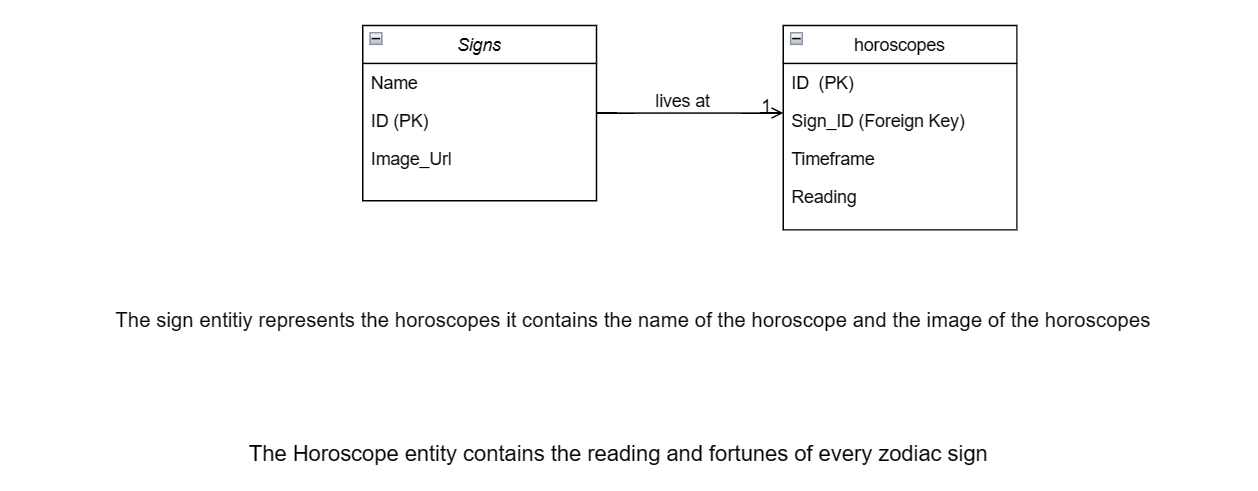 Signs
Name
ID (PK)
Image_Url
lives at
1
horoscopes
ID (PK)
Sign_ID (Foreign Key)
Timeframe
Reading
The sign entitiy represents the horoscopes it contains the name of the horoscope and the image of the horoscopes
The Horoscope entity contains the reading and fortunes of every zodiac sign